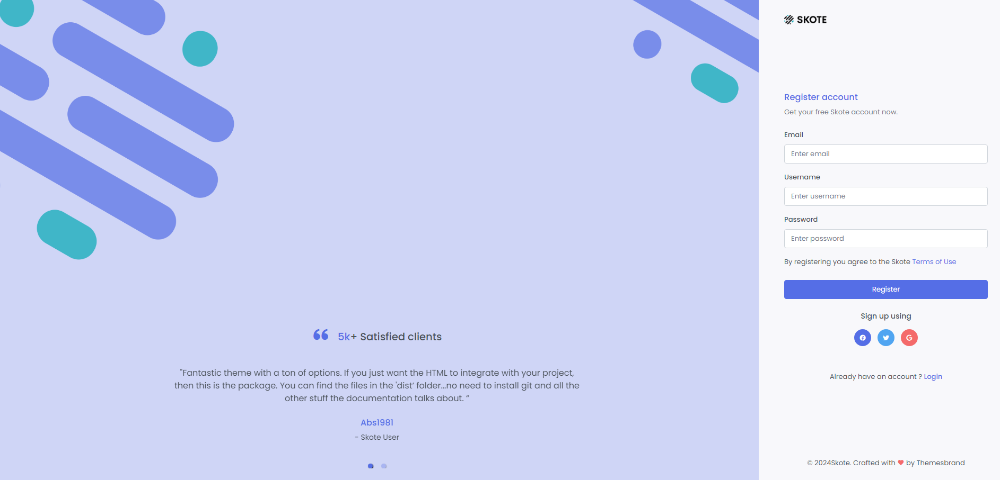 SKOTE
Register account
Get your free Skote account now.
Email
Enter email
Username
Enter username
Password
Enter password
By registering you agree to the Skote Terms of Use
Register
Sign up using
Already have an account ? Login
© 2024Skote. Crafted with ❤ by Themesbrand
5k+ Satisfied clients
"Fantastic theme with a ton of options. If you just want the HTML to integrate with your project,
then this is the package. You can find the files in the 'dist' folder...no need to install git and all the
other stuff the documentation talks about. “
Abs1981
- Skote User